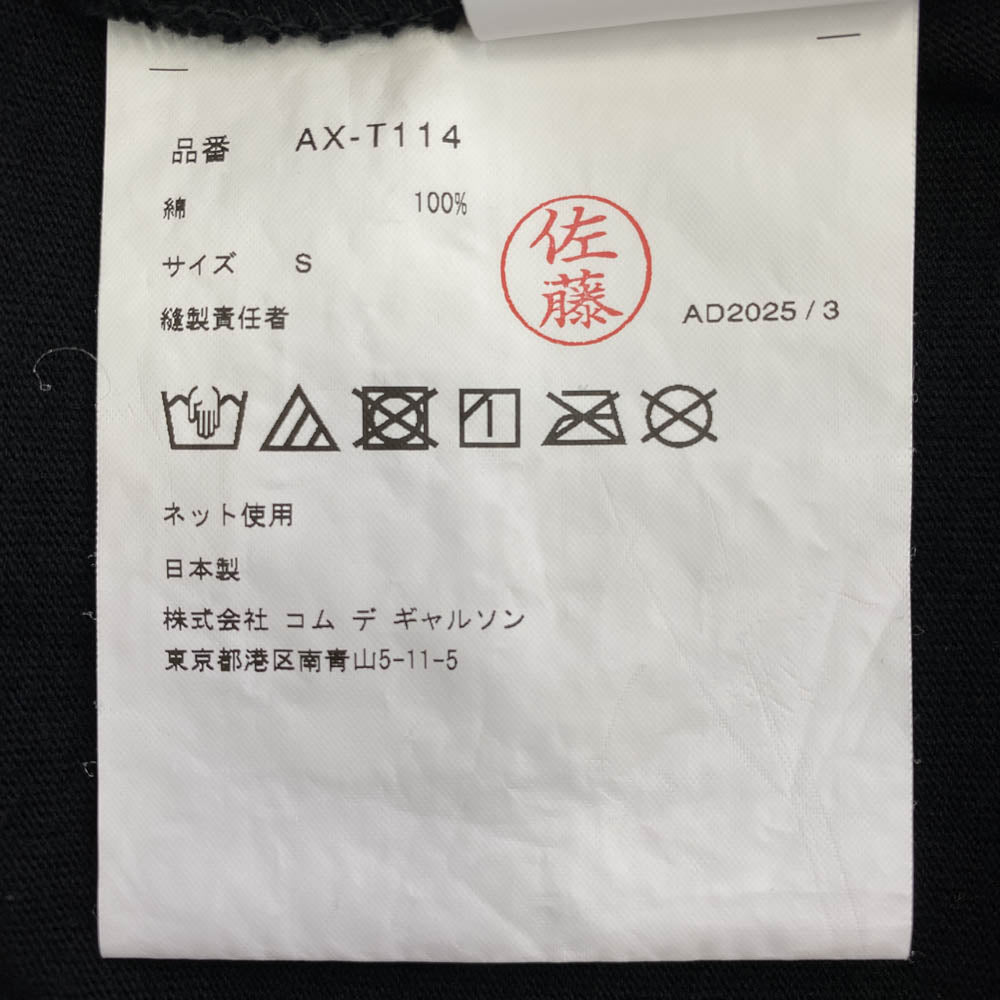 品番 AX-T114
綿 100%
サイズ S
縫製責任者 佐藤 AD2025/3
ネット使用
日本製
株式会社 コム デ ギャルソン
東京都港区南青山5-11-5